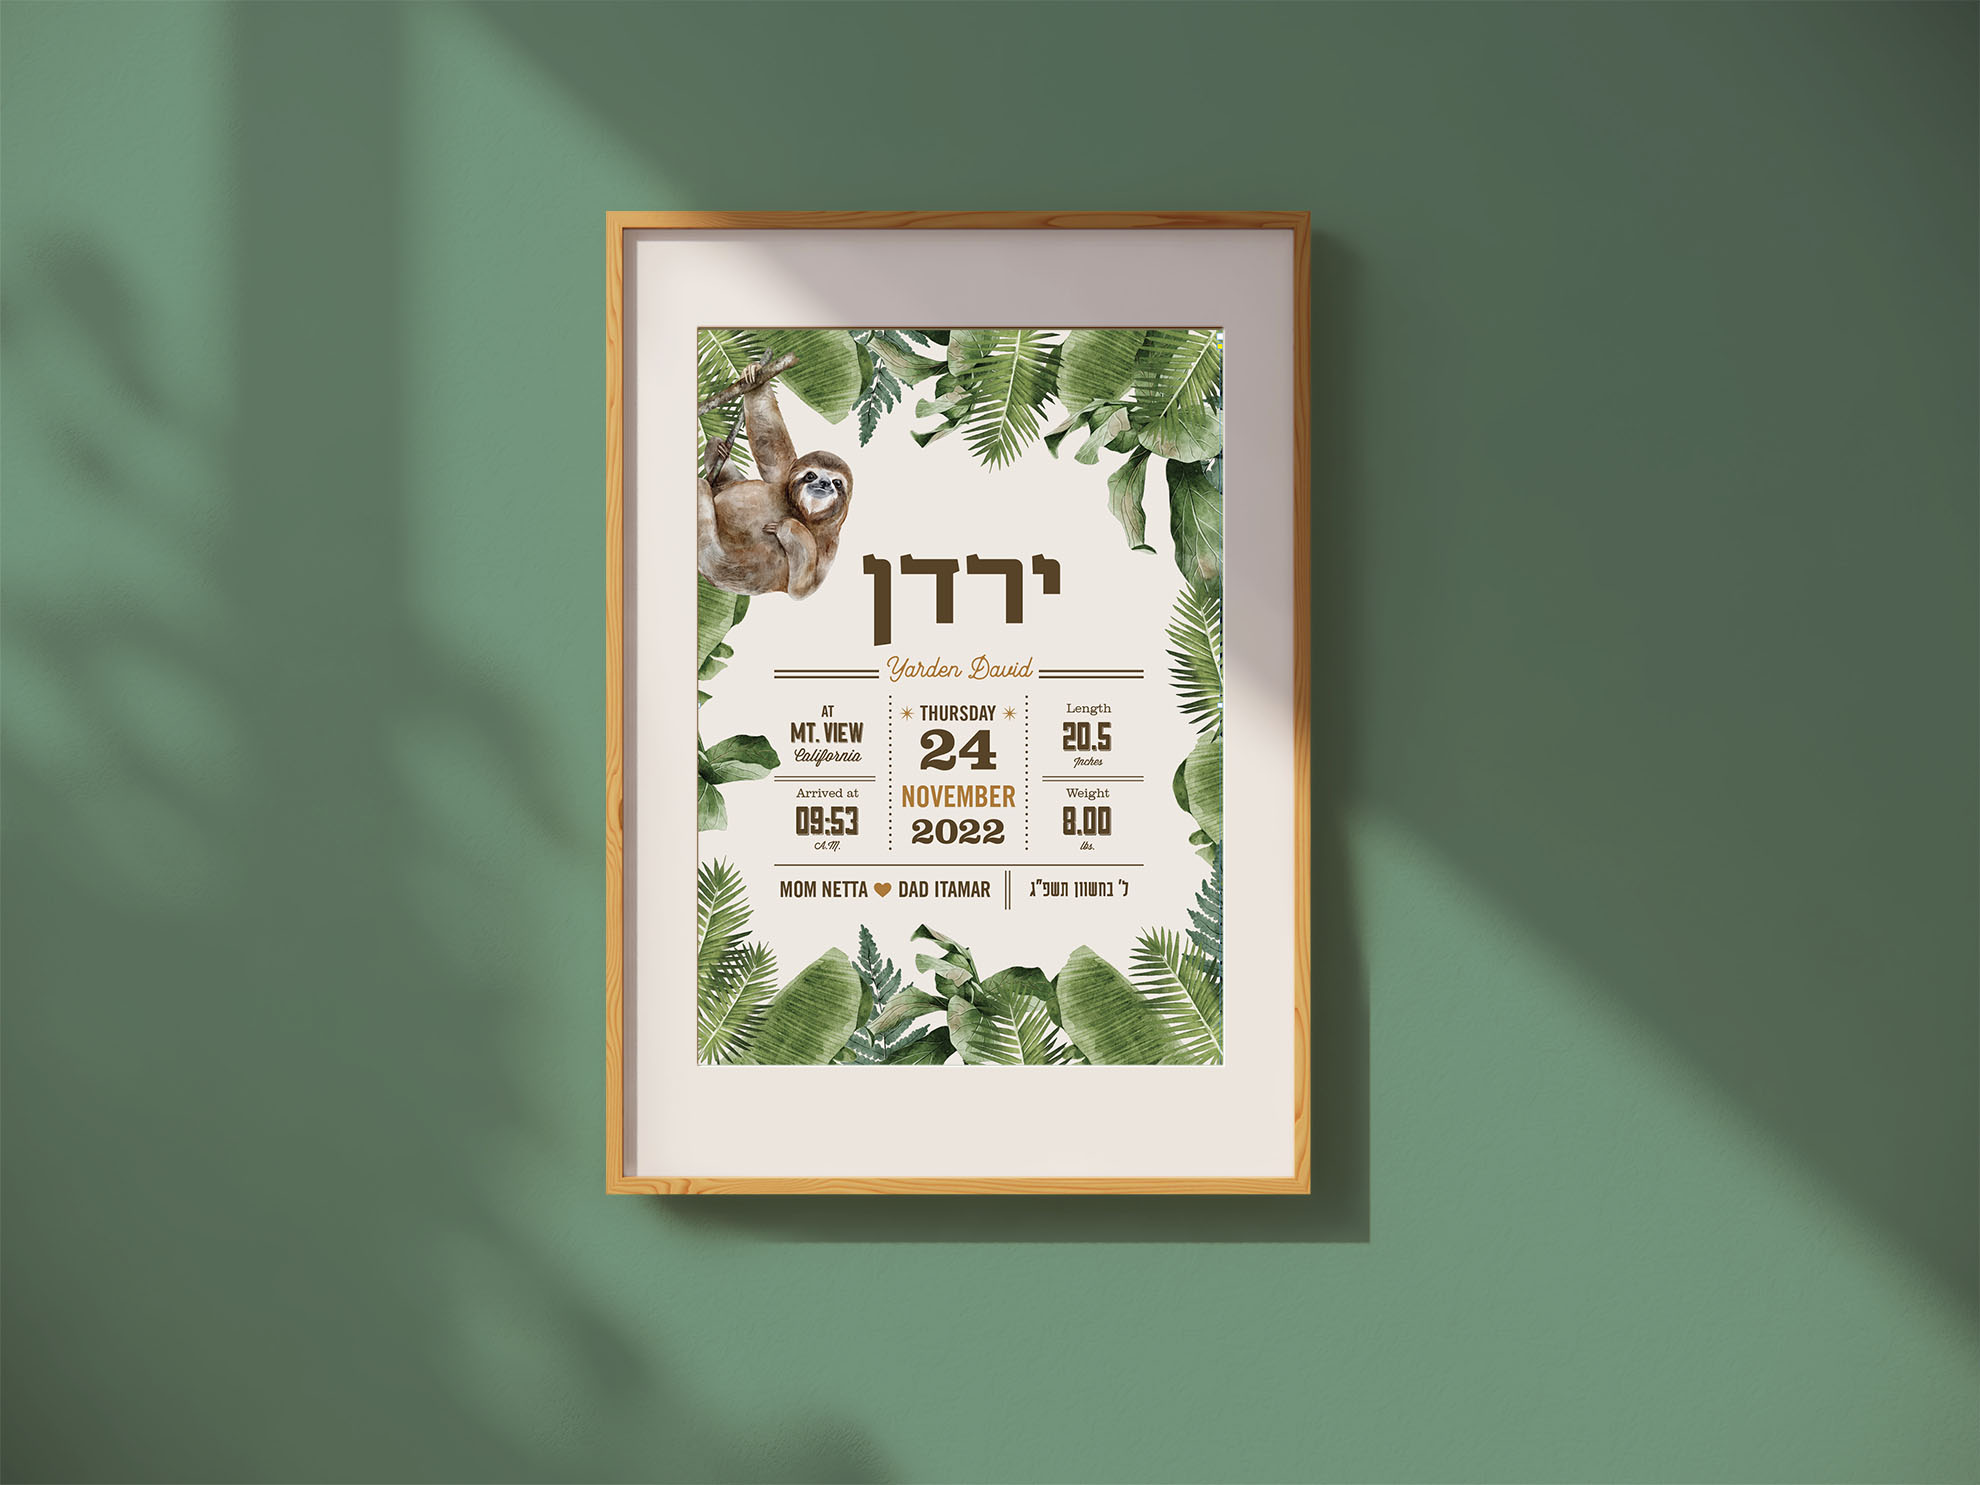 ירדן
Yarden David
AT
MT. VIEW
California
Arrived at
09:53
A.M.
THURSDAY
24
NOVEMBER
2022
Length
20.5
Inches
Weight
8.00
lbs.
MOM NETTA ♥ DAD ITAMAR
ל' בחשוון תשפ"ג